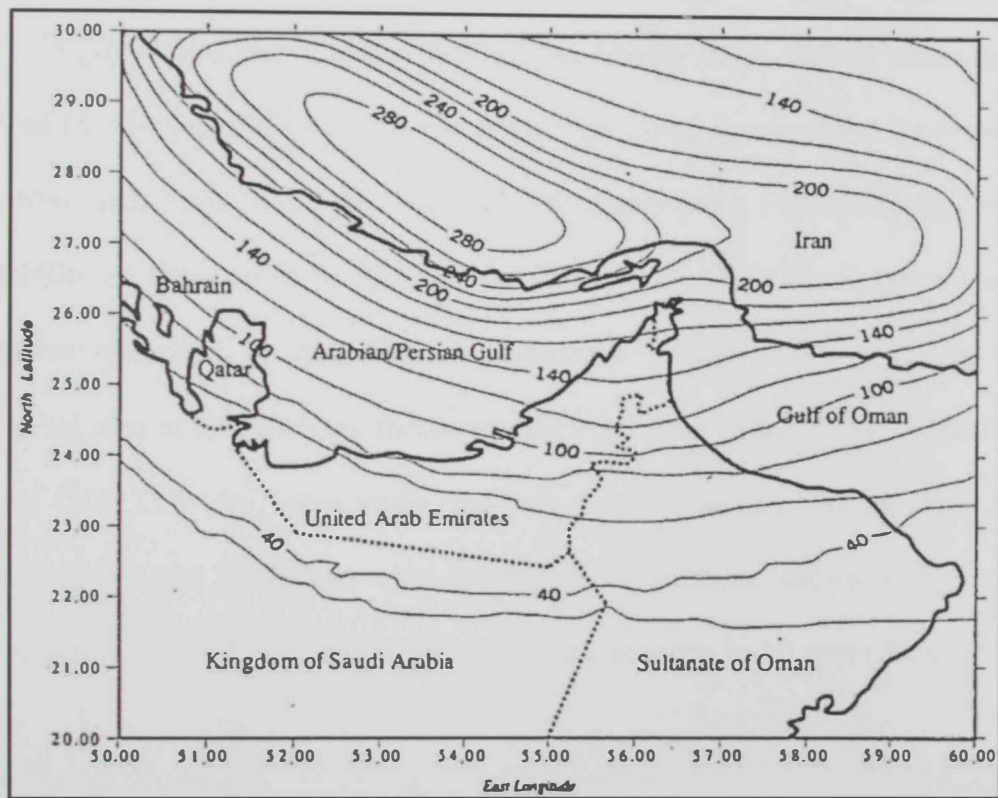 30.00
29.00
28.00
27.00
26.00
25.00
24.00
23.00
22.00
21.00
20.00
North Latitude
50.00 51.00 52.00 53.00 54.00 55.00 56.00 57.00 58.00 59.00 60.00
East Longitude
200
140
240
280
200
280
Iran
240
140
200
200
Bahrain
140
100
Arabian/Persian Gulf
Qatar
140
100
Gulf of Oman
100
United Arab Emirates
40
40
40
Kingdom of Saudi Arabia
Sultanate of Oman